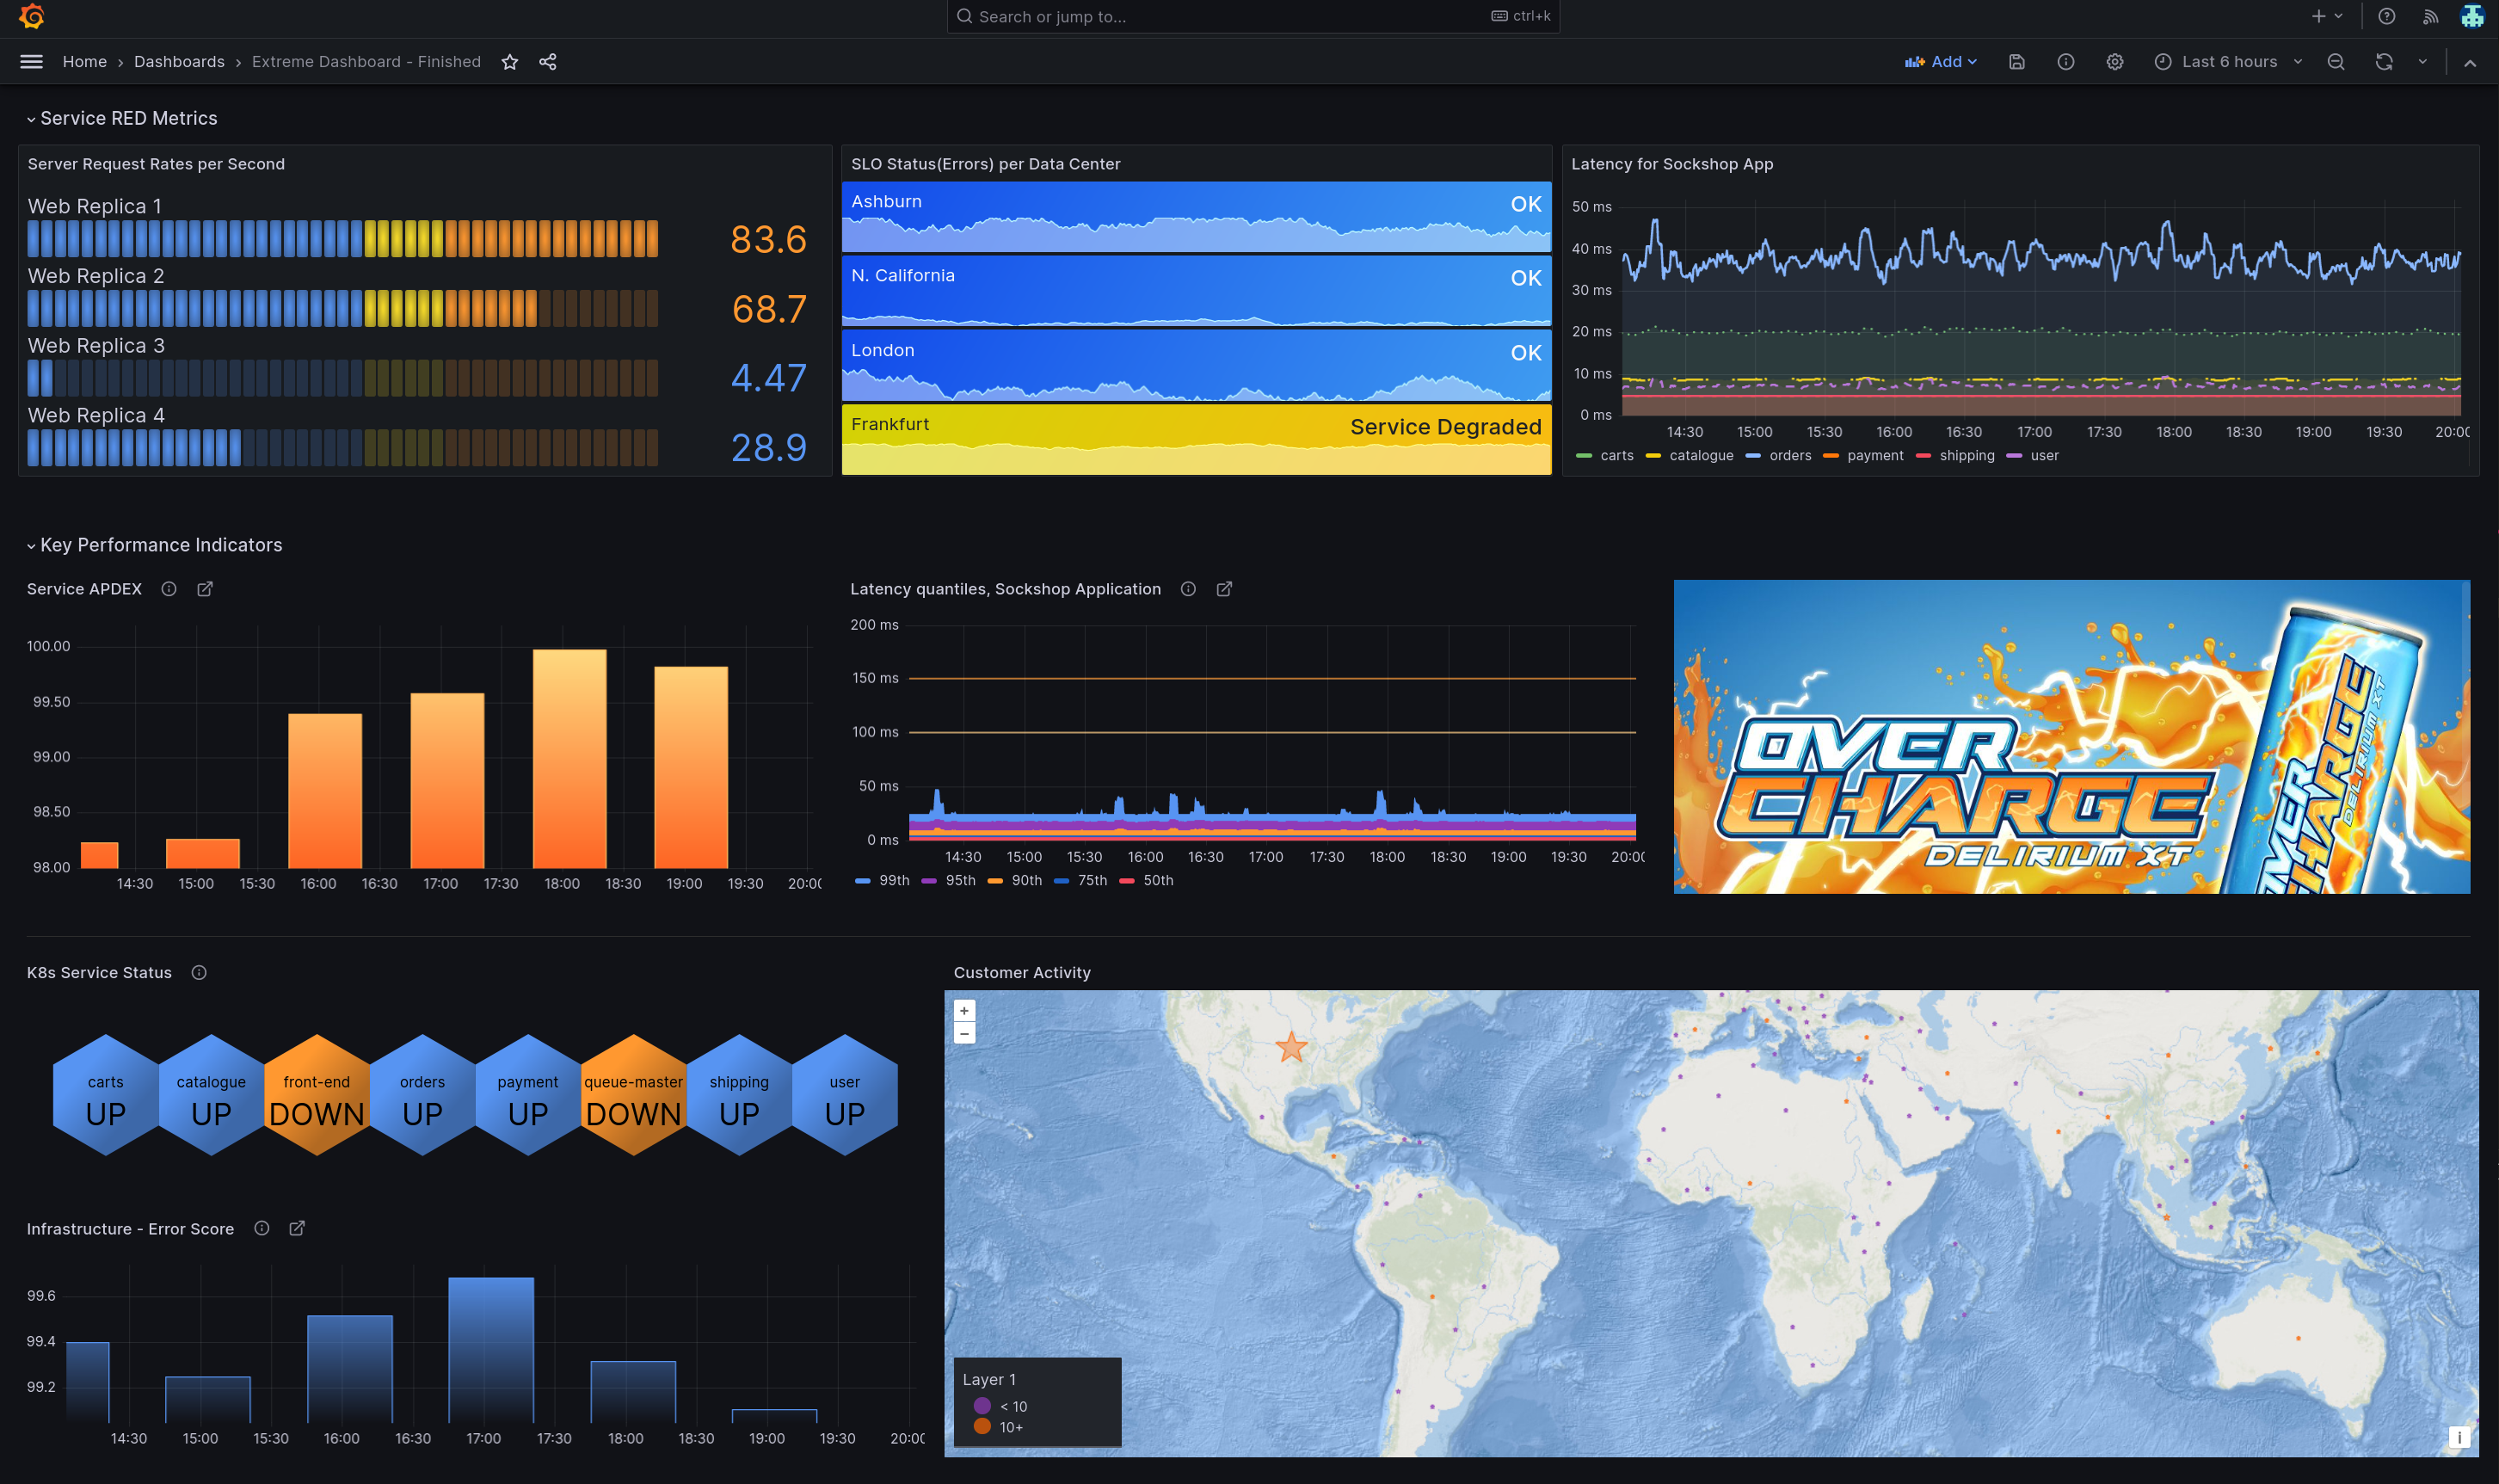 Search or jump to...
ctrl+k
Home › Dashboards › Extreme Dashboard - Finished
Add
Last 6 hours
Service RED Metrics
Server Request Rates per Second
Web Replica 1
83.6
Web Replica 2
68.7
Web Replica 3
4.47
Web Replica 4
28.9
SLO Status(Errors) per Data Center
Ashburn
OK
N. California
OK
London
OK
Frankfurt
Service Degraded
Latency for Sockshop App
50 ms
40 ms
30 ms
20 ms
10 ms
0 ms
14:30 15:00 15:30 16:00 16:30 17:00 17:30 18:00 18:30 19:00 19:30 20:00
carts catalogue orders payment shipping user
Key Performance Indicators
Service APDEX
100.00
99.50
99.00
98.50
98.00
14:30 15:00 15:30 16:00 16:30 17:00 17:30 18:00 18:30 19:00 19:30 20:00
Latency quantiles, Sockshop Application
200 ms
150 ms
100 ms
50 ms
0 ms
14:30 15:00 15:30 16:00 16:30 17:00 17:30 18:00 18:30 19:00 19:30 20:00
99th 95th 90th 75th 50th
OVER
CHARGE
DELIRIUM XT
OVER
CHARGE
DELIRIUM XT
K8s Service Status
carts
UP
catalogue
UP
front-end
DOWN
orders
UP
payment
UP
queue-master
DOWN
shipping
UP
user
UP
Infrastructure - Error Score
99.6
99.4
99.2
14:30 15:00 15:30 16:00 16:30 17:00 17:30 18:00 18:30 19:00 19:30 20:00
Customer Activity
+
–
Layer 1
< 10
10+
i